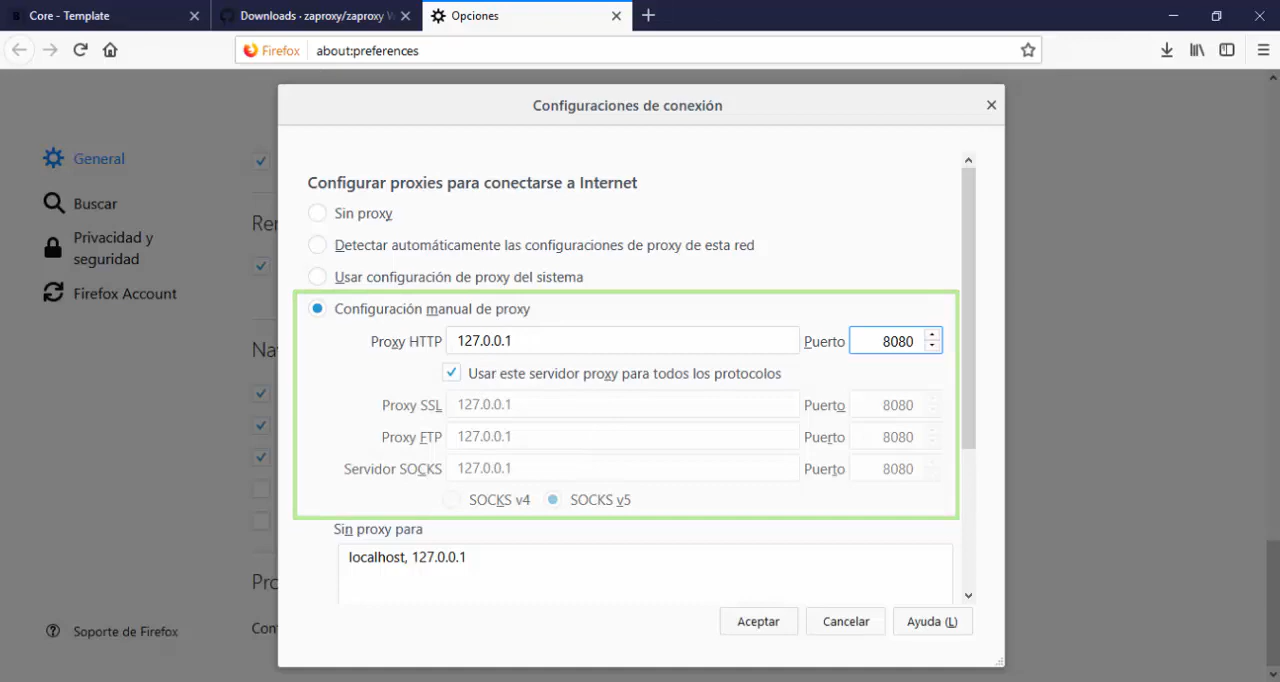 Core - Template
Downloads · zaproxy/zaproxy
Opciones
Firefox
about:preferences
Configuraciones de conexión
General
Buscar
Privacidad y
seguridad
Firefox Account
Soporte de Firefox
Configurar proxies para conectarse a Internet
Sin proxy
Detectar automáticamente las configuraciones de proxy de esta red
Usar configuración de proxy del sistema
Configuración manual de proxy
Proxy HTTP 127.0.0.1 Puerto 8080
Usar este servidor proxy para todos los protocolos
Proxy SSL 127.0.0.1 Puerto 8080
Proxy FTP 127.0.0.1 Puerto 8080
Servidor SOCKS 127.0.0.1 Puerto 8080
SOCKS v4 SOCKS v5
Sin proxy para
localhost, 127.0.0.1
Aceptar Cancelar Ayuda (L)